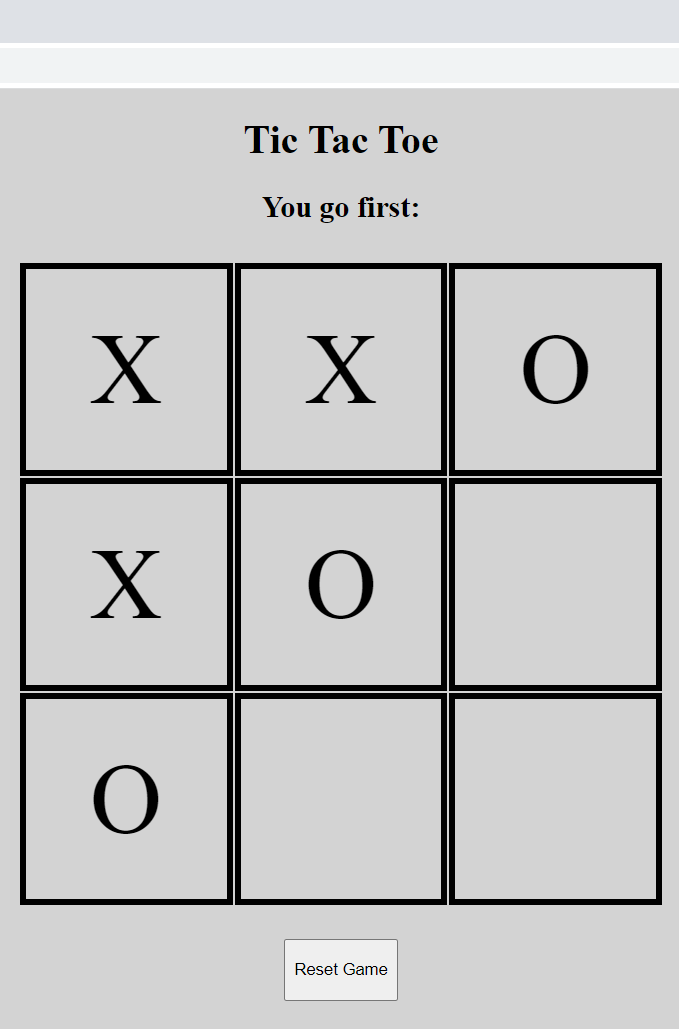 Tic Tac Toe
You go first:
X X O
X O
O
Reset Game